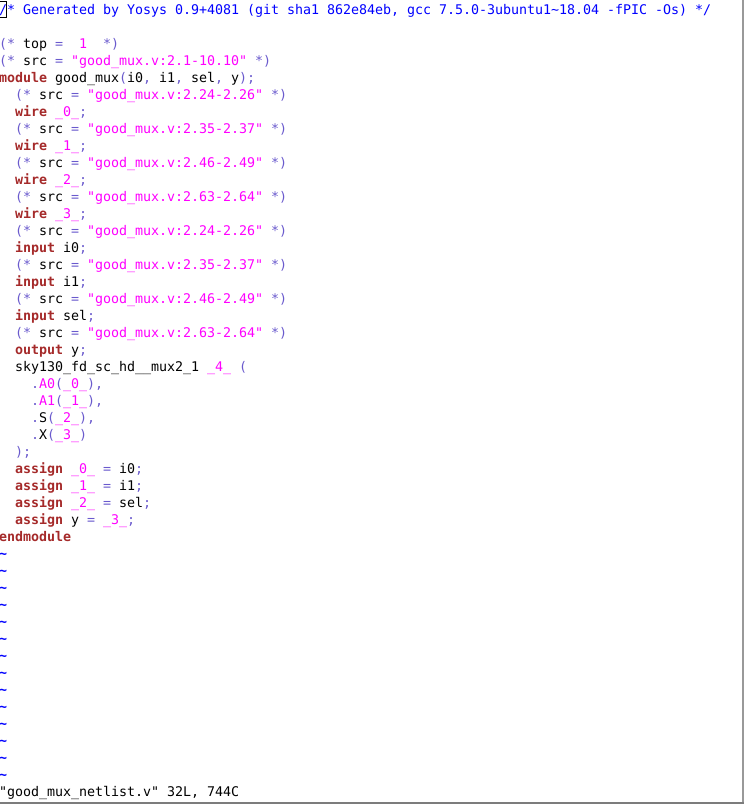 /* Generated by Yosys 0.9+4081 (git sha1 862e84eb, gcc 7.5.0-3ubuntu1~18.04 -fPIC -Os) */

(* top =  1  *)
(* src = "good_mux.v:2.1-10.10" *)
module good_mux(i0, i1, sel, y);
  (* src = "good_mux.v:2.24-2.26" *)
  wire _0_;
  (* src = "good_mux.v:2.35-2.37" *)
  wire _1_;
  (* src = "good_mux.v:2.46-2.49" *)
  wire _2_;
  (* src = "good_mux.v:2.63-2.64" *)
  wire _3_;
  (* src = "good_mux.v:2.24-2.26" *)
  input i0;
  (* src = "good_mux.v:2.35-2.37" *)
  input i1;
  (* src = "good_mux.v:2.46-2.49" *)
  input sel;
  (* src = "good_mux.v:2.63-2.64" *)
  output y;
  sky130_fd_sc_hd__mux2_1 _4_ (
    .A0(_0_),
    .A1(_1_),
    .S(_2_),
    .X(_3_)
  );
  assign _0_ = i0;
  assign _1_ = i1;
  assign _2_ = sel;
  assign y = _3_;
endmodule
~
~
~
~
~
~
~
~
~
~
~
~
~
~
"good_mux_netlist.v" 32L, 744C